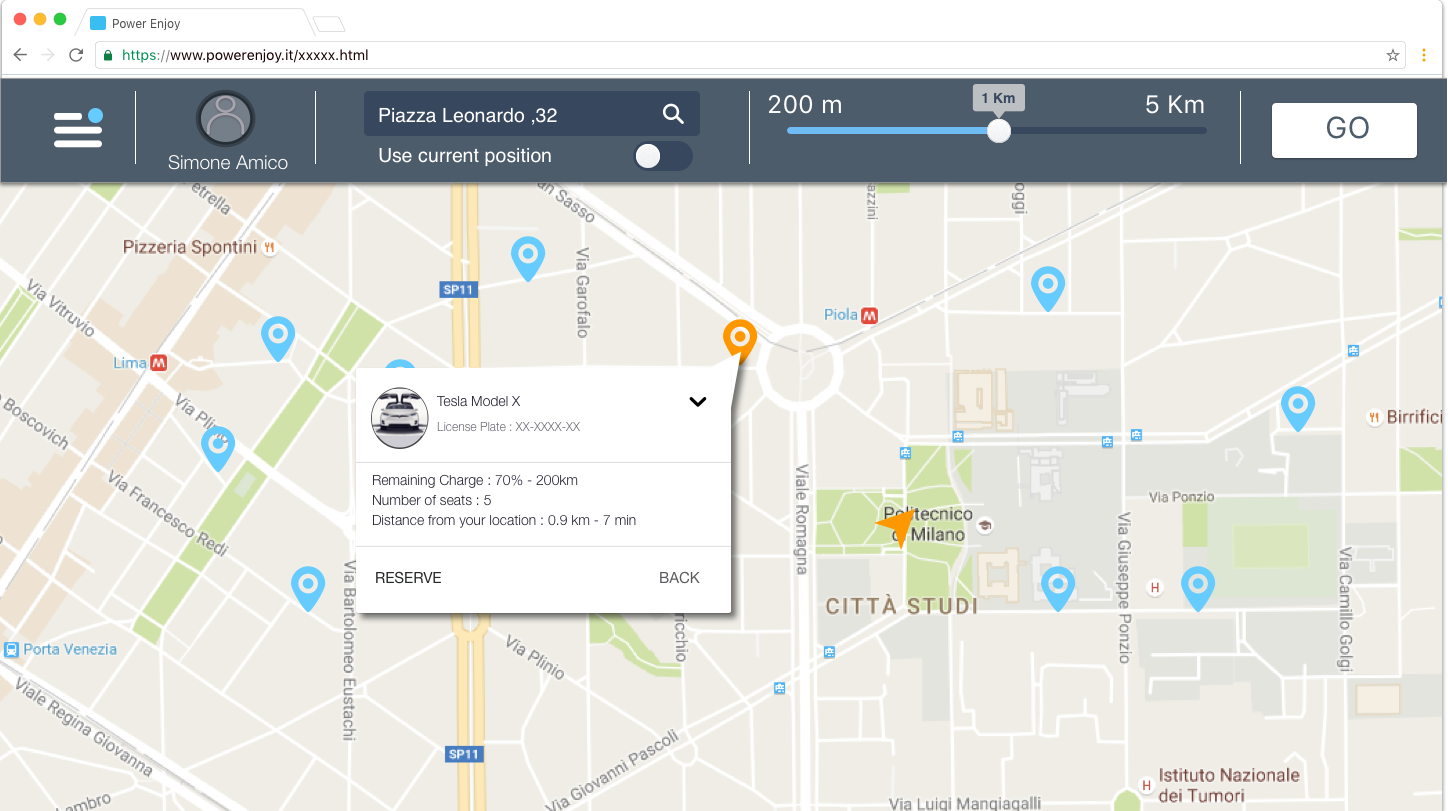 Power Enjoy
https://www.powerenjoy.it/xxxxx.html
Simone Amico
Piazza Leonardo ,32
Use current position
200 m
1 Km
5 Km
GO
Pizzeria Spontini
SP11
Via Garofalo
Via Vitruvio
Piola
M
Lima
M
Via Plinio
Via Francesco Redi
Tesla Model X
License Plate : XX-XXXX-XX
Remaining Charge : 70% - 200km
Number of seats : 5
Distance from your location : 0.9 km - 7 min
RESERVE
BACK
Birrifici
Viale Romagna
Via Ponzio
Politecnico
di Milano
Via Giuseppe Ponzio
Via Camillo Golgi
H
CITTÀ STUDI
Via Bartolomeo Eustachi
Porta Venezia
Via Plinio
Viale Regina Giovanna
SP11
Via Giovanni Pascoli
H
Istituto Nazionale
dei Tumori
Via Luigi Mangiagalli